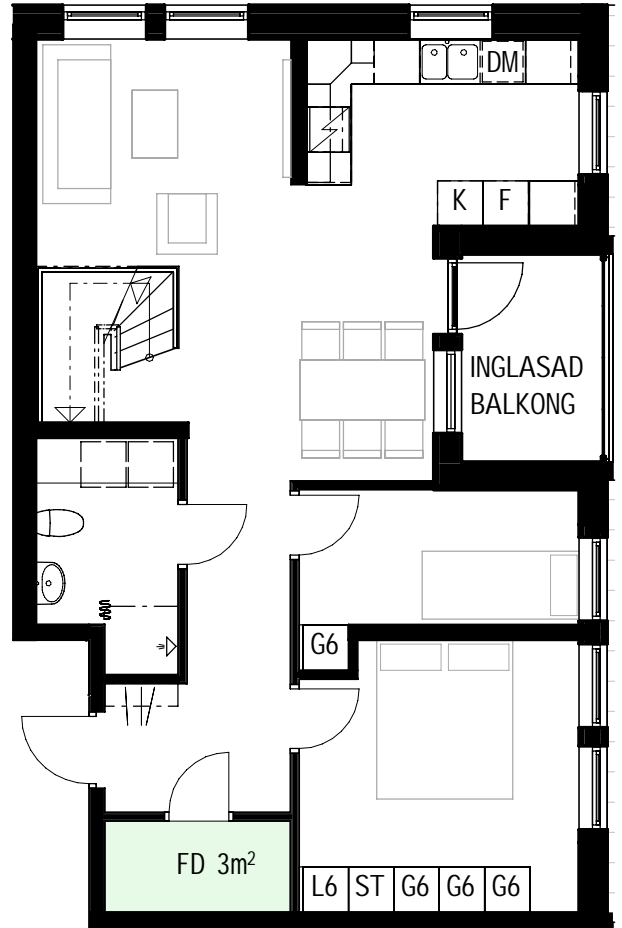 DM
K F
INGLASAD
BALKONG
G6
FD 3m²
L6 ST G6 G6 G6